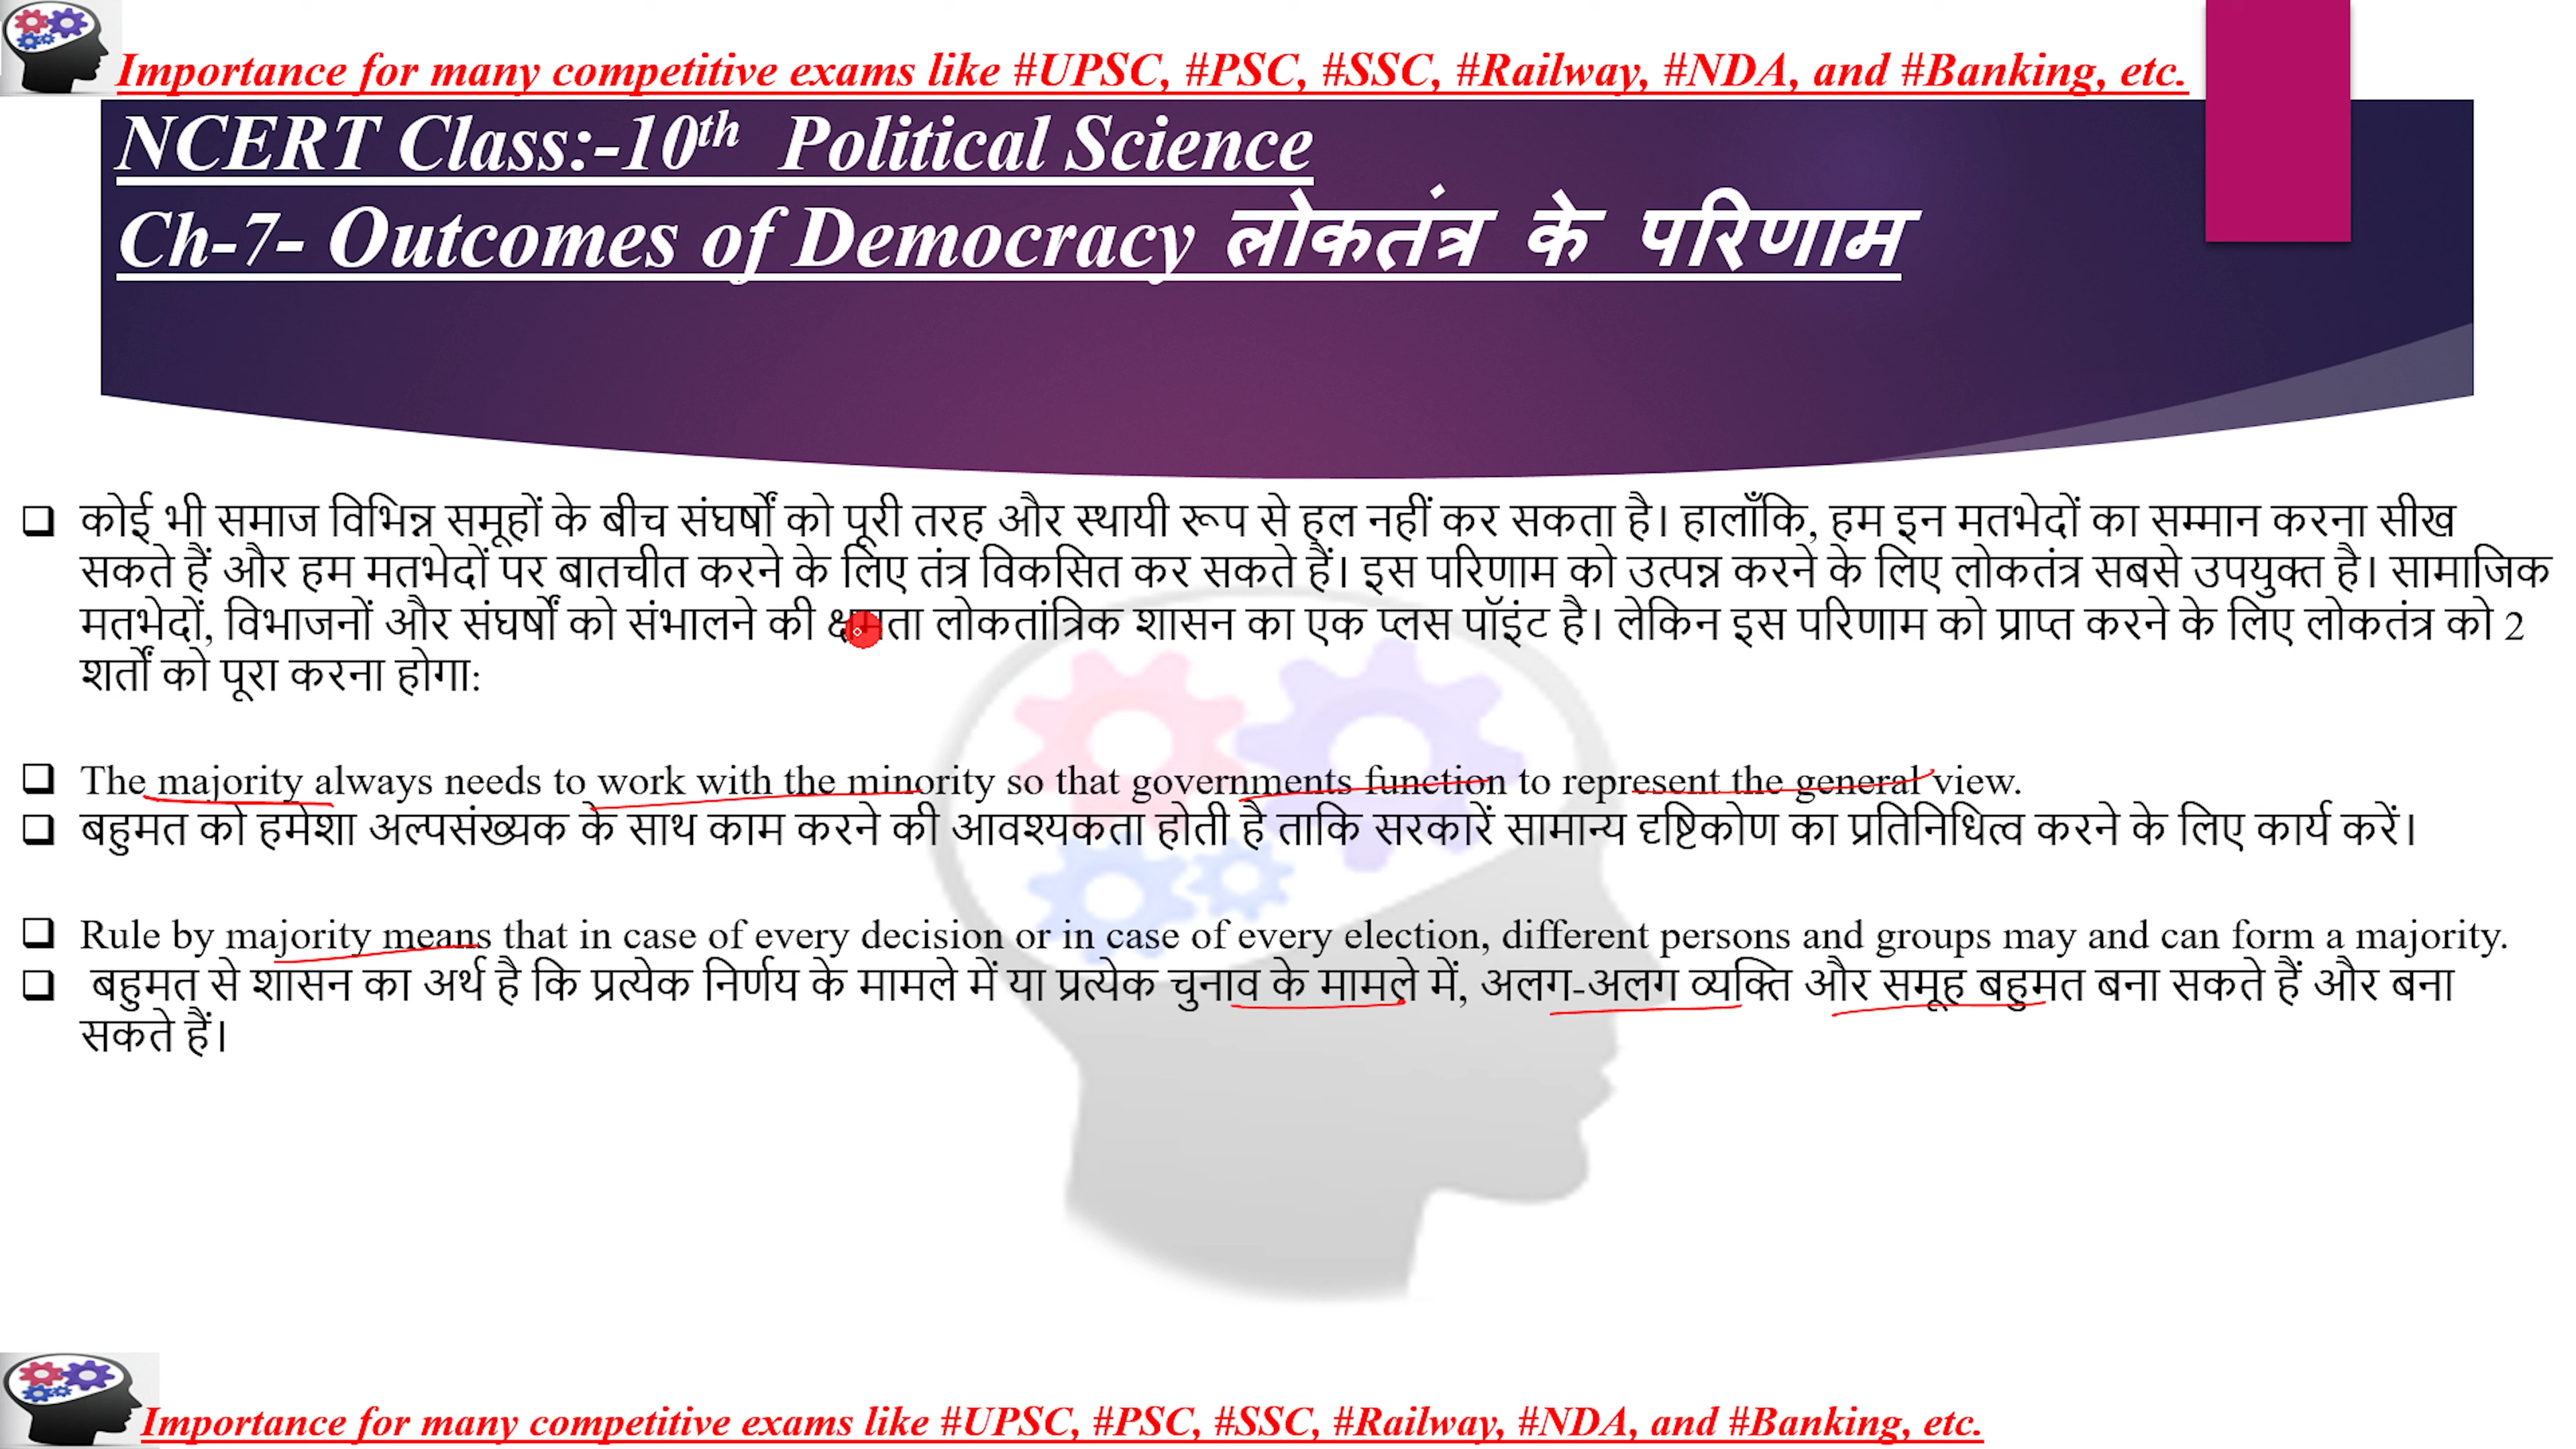 Importance for many competitive exams like #UPSC, #PSC, #SSC, #Railway, #NDA, and #Banking, etc.
NCERT Class:-10th Political Science
Ch-7- Outcomes of Democracy लोकतंत्र के परिणाम
कोई भी समाज विभिन्न समूहों के बीच संघर्षों को पूरी तरह और स्थायी रूप से हल नहीं कर सकता है। हालाँकि, हम इन मतभेदों का सम्मान करना सीख
सकते हैं और हम मतभेदों पर बातचीत करने के लिए तंत्र विकसित कर सकते हैं। इस परिणाम को उत्पन्न करने के लिए लोकतंत्र सबसे उपयुक्त है। सामाजिक
मतभेदों, विभाजनों और संघर्षों को संभालने की क्षमता लोकतांत्रिक शासन का एक प्लस पॉइंट है। लेकिन इस परिणाम को प्राप्त करने के लिए लोकतंत्र को 2
शर्तों को पूरा करना होगा:
The majority always needs to work with the minority so that governments function to represent the general view.
बहुमत को हमेशा अल्पसंख्यक के साथ काम करने की आवश्यकता होती है ताकि सरकारें सामान्य दृष्टिकोण का प्रतिनिधित्व करने के लिए कार्य करें।
Rule by majority means that in case of every decision or in case of every election, different persons and groups may and can form a majority.
बहुमत से शासन का अर्थ है कि प्रत्येक निर्णय के मामले में या प्रत्येक चुनाव के मामले में, अलग-अलग व्यक्ति और समूह बहुमत बना सकते हैं और बना
सकते हैं।
Importance for many competitive exams like #UPSC, #PSC, #SSC, #Railway, #NDA, and #Banking, etc.